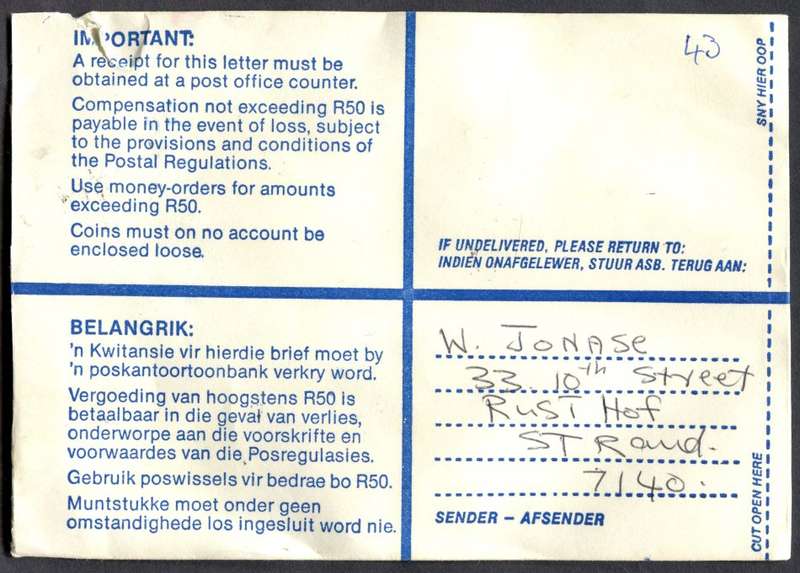 IMPORTANT:
A receipt for this letter must be
obtained at a post office counter.
Compensation not exceeding R50 is
payable in the event of loss, subject
to the provisions and conditions of
the Postal Regulations.
Use money-orders for amounts
exceeding R50.
Coins must on no account be
enclosed loose.
BELANGRIK:
'n Kwitansie vir hierdie brief moet by
'n poskantoortoonbank verkry word.
Vergoeding van hoogstens R50 is
betaalbaar in die geval van verlies,
onderworpe aan die voorskrifte en
voorwaardes van die Posregulasies.
Gebruik poswissels vir bedrae bo R50.
Muntstukke moet onder geen
omstandighede los ingesluit word nie.
43
IF UNDELIVERED, PLEASE RETURN TO:
INDIEN ONAFGELEWER, STUUR ASB. TERUG AAN:
W. JONASE
33. 10th Street
RUST Hof
STRand.
7140.
SENDER – AFSENDER
SNY HIER OOP
CUT OPEN HERE